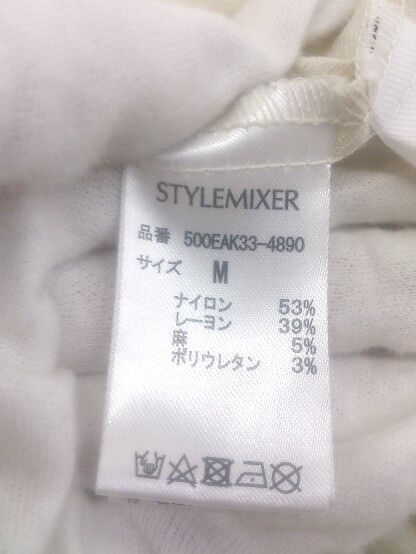 STYLEMIXER
品番 500EAK33-4890
サイズ M
ナイロン 53%
レーヨン 39%
麻 5%
ポリウレタン 3%